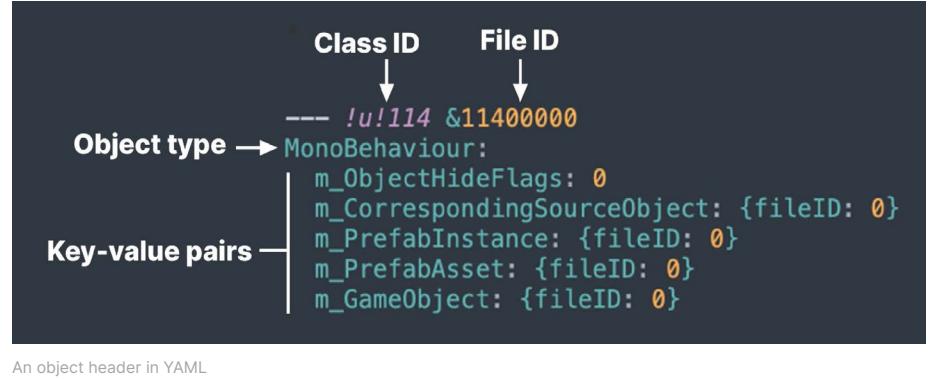 Class ID File ID
--- !u!114 &11400000
Object type MonoBehaviour:
m_ObjectHideFlags: 0
m_CorrespondingSourceObject: {fileID: 0}
m_PrefabInstance: {fileID: 0}
Key-value pairs
m_PrefabAsset: {fileID: 0}
m_GameObject: {fileID: 0}
An object header in YAML